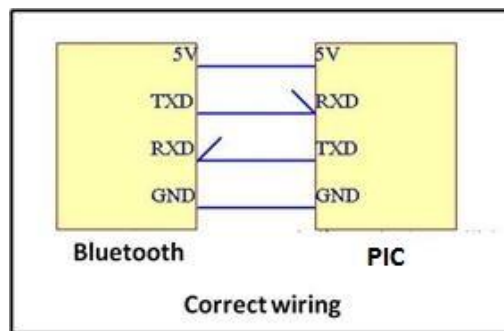 5V 5V
TXD RXD
RXD TXD
GND GND
Bluetooth PIC
Correct wiring